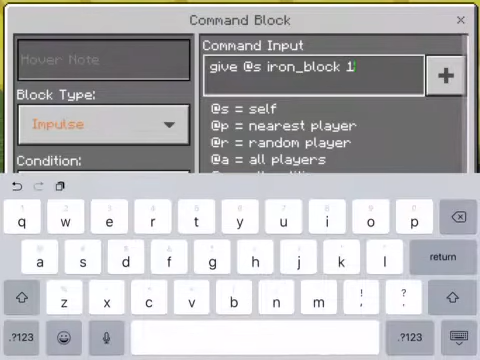 Command Block
×
Hover Note
Command Input
give @s iron_block 1
+
Block Type:
Impulse
@s = self
@p = nearest player
@r = random player
@a = all players
Condition:
q w e r t y u i o p
a s d f g h j k l return
z x c v b n m ! , ? .
.?123 .?123